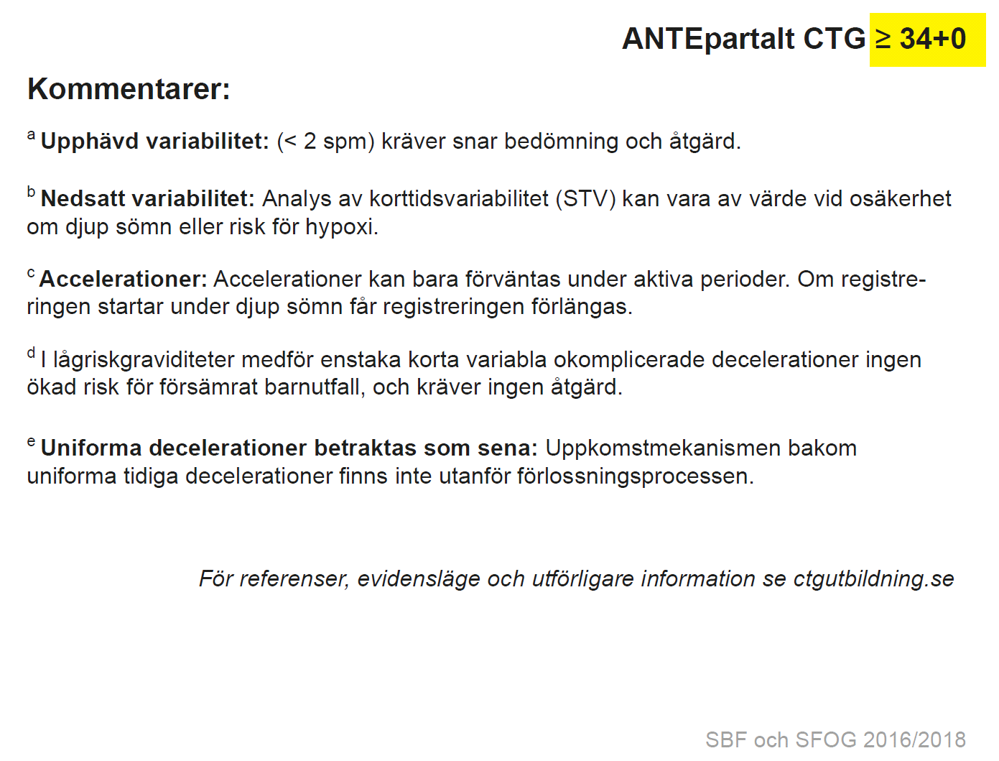 ANTEpartalt CTG ≥ 34+0
Kommentarer:
a Upphävd variabilitet: (< 2 spm) kräver snar bedömning och åtgärd.
b Nedsatt variabilitet: Analys av korttidsvariabilitet (STV) kan vara av värde vid osäkerhet
om djup sömn eller risk för hypoxi.
c Accelerationer: Accelerationer kan bara förväntas under aktiva perioder. Om registre-
ringen startar under djup sömn får registreringen förlängas.
d I lågriskgraviditeter medför enstaka korta variabla okomplicerade decelerationer ingen
ökad risk för försämrat barnutfall, och kräver ingen åtgärd.
e Uniforma decelerationer betraktas som sena: Uppkomstmekanismen bakom
uniforma tidiga decelerationer finns inte utanför förlossningsprocessen.
För referenser, evidensläge och utförligare information se ctgutbildning.se
SBF och SFOG 2016/2018